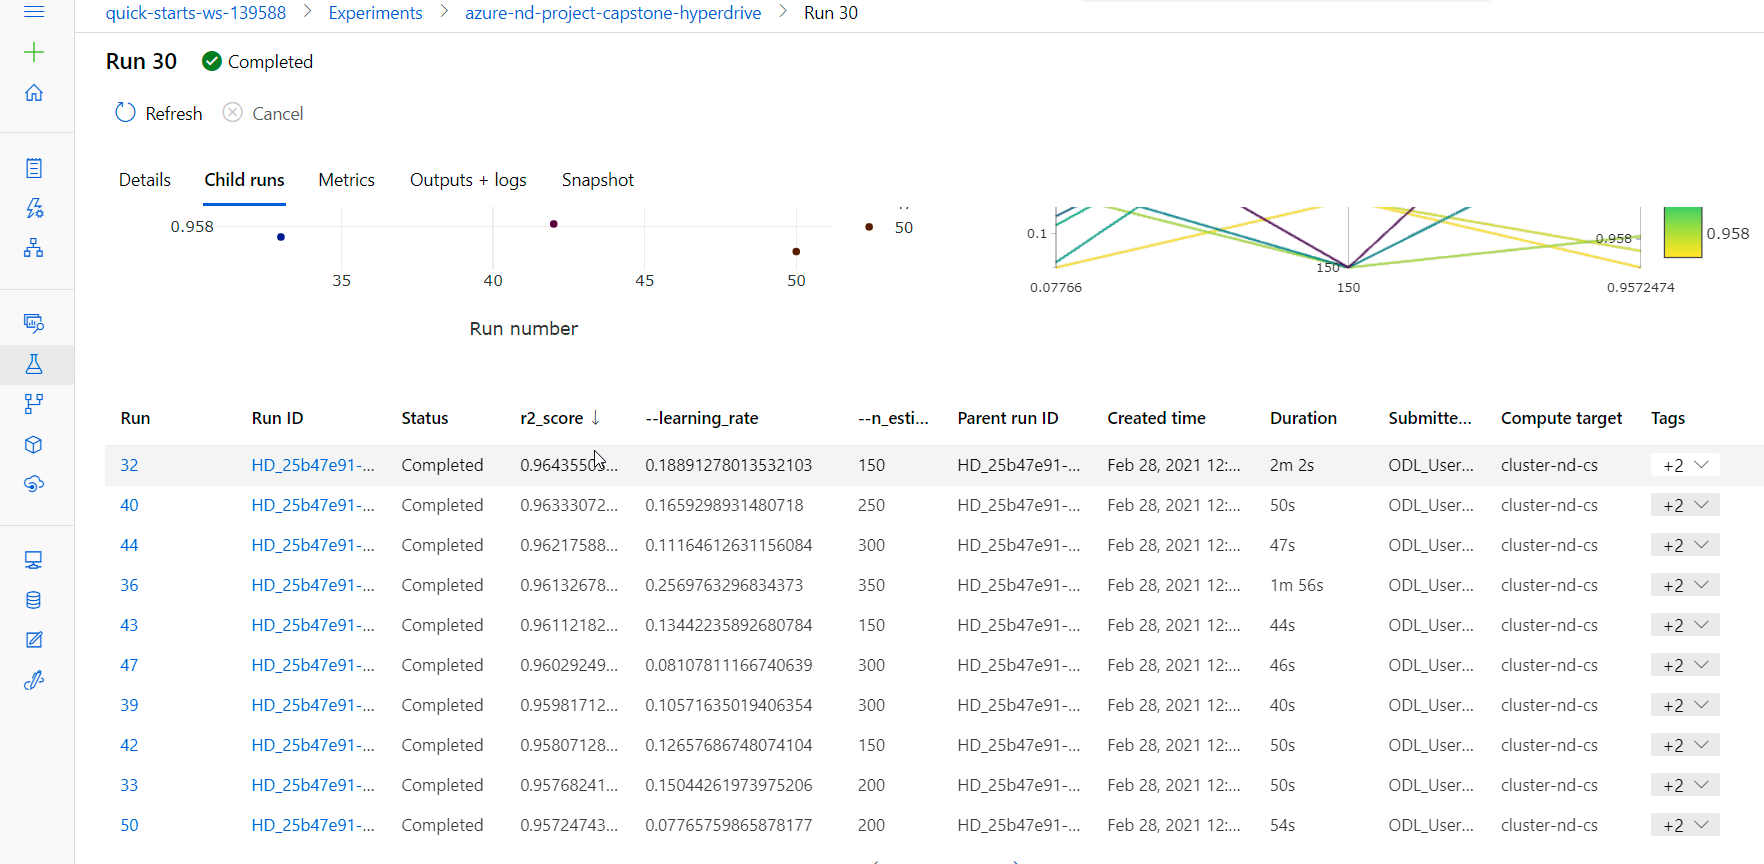 quick-starts-ws-139588 > Experiments > azure-nd-project-capstone-hyperdrive > Run 30
Run 30 Completed
Refresh Cancel
Details Child runs Metrics Outputs + logs Snapshot
0.958
50
35 40 45 50
Run number
0.1
150
0.958
0.958
0.07766 150 0.9572474
Run Run ID Status r2_score ↓ --learning_rate --n_esti... Parent run ID Created time Duration Submitte... Compute target Tags
32 HD_25b47e91-... Completed 0.9643550... 0.18891278013532103 150 HD_25b47e91-... Feb 28, 2021 12:... 2m 2s ODL_User... cluster-nd-cs +2
40 HD_25b47e91-... Completed 0.96333072... 0.1659298931480718 250 HD_25b47e91-... Feb 28, 2021 12:... 50s ODL_User... cluster-nd-cs +2
44 HD_25b47e91-... Completed 0.96217588... 0.11164612631156084 300 HD_25b47e91-... Feb 28, 2021 12:... 47s ODL_User... cluster-nd-cs +2
36 HD_25b47e91-... Completed 0.96132678... 0.2569763296834373 350 HD_25b47e91-... Feb 28, 2021 12:... 1m 56s ODL_User... cluster-nd-cs +2
43 HD_25b47e91-... Completed 0.96112182... 0.13442235892680784 150 HD_25b47e91-... Feb 28, 2021 12:... 44s ODL_User... cluster-nd-cs +2
47 HD_25b47e91-... Completed 0.96029249... 0.08107811166740639 300 HD_25b47e91-... Feb 28, 2021 12:... 46s ODL_User... cluster-nd-cs +2
39 HD_25b47e91-... Completed 0.95981712... 0.10571635019406354 300 HD_25b47e91-... Feb 28, 2021 12:... 40s ODL_User... cluster-nd-cs +2
42 HD_25b47e91-... Completed 0.95807128... 0.12657686748074104 150 HD_25b47e91-... Feb 28, 2021 12:... 50s ODL_User... cluster-nd-cs +2
33 HD_25b47e91-... Completed 0.95768241... 0.15044261973975206 200 HD_25b47e91-... Feb 28, 2021 12:... 50s ODL_User... cluster-nd-cs +2
50 HD_25b47e91-... Completed 0.95724743... 0.07765759865878177 200 HD_25b47e91-... Feb 28, 2021 12:... 54s ODL_User... cluster-nd-cs +2